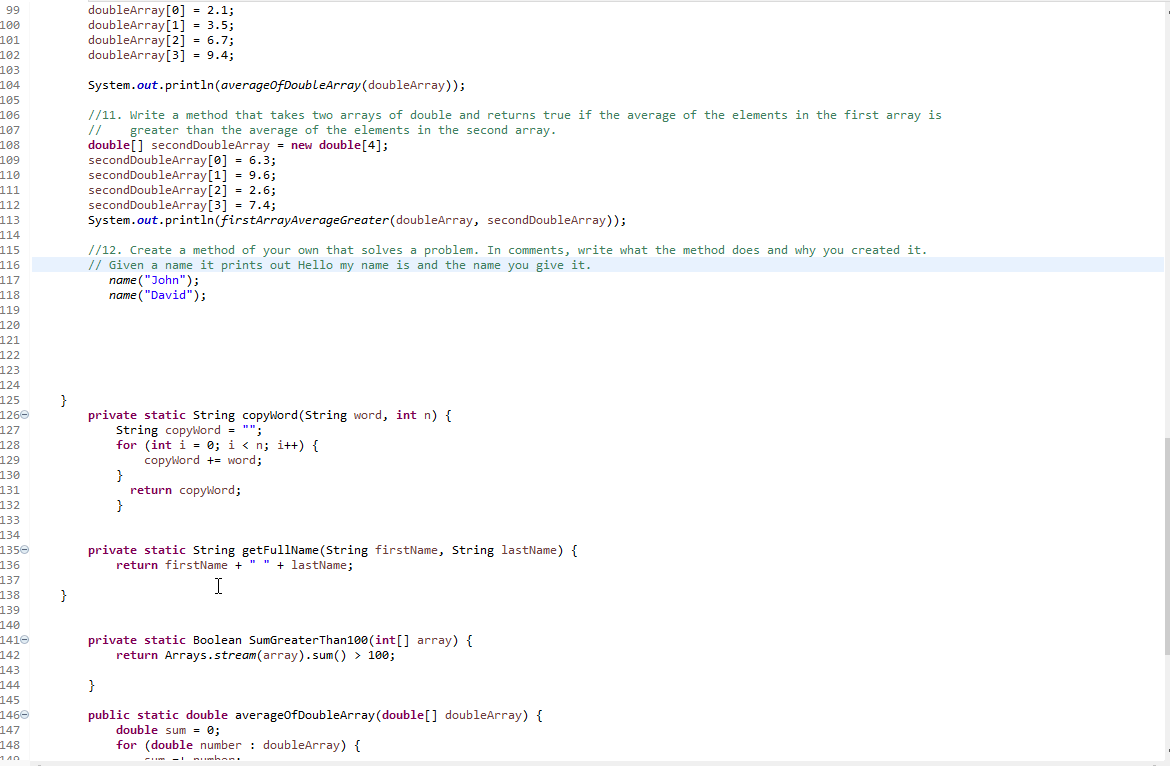 99 doubleArray[0] = 2.1;
100 doubleArray[1] = 3.5;
101 doubleArray[2] = 6.7;
102 doubleArray[3] = 9.4;
103
104 System.out.println(averageOfDoubleArray(doubleArray));
105
106 //11. Write a method that takes two arrays of double and returns true if the average of the elements in the first array is
107 // greater than the average of the elements in the second array.
108 double[] secondDoubleArray = new double[4];
109 secondDoubleArray[0] = 6.3;
110 secondDoubleArray[1] = 9.6;
111 secondDoubleArray[2] = 2.6;
112 secondDoubleArray[3] = 7.4;
113 System.out.println(firstArrayAverageGreater(doubleArray, secondDoubleArray));
114
115 //12. Create a method of your own that solves a problem. In comments, write what the method does and why you created it.
116 // Given a name it prints out Hello my name is and the name you give it.
117 name("John");
118 name("David");
119
120
121
122
123
124
125 }
126 private static String copyWord(String word, int n) {
127 String copyWord = "";
128 for (int i = 0; i < n; i++) {
129 copyWord += word;
130 }
131 return copyWord;
132 }
133
134
135 private static String getFullName(String firstName, String lastName) {
136 return firstName + " " + lastName;
137
138 }
139
140
141 private static Boolean SumGreaterThan100(int[] array) {
142 return Arrays.stream(array).sum() > 100;
143
144 }
145
146 public static double averageOfDoubleArray(double[] doubleArray) {
147 double sum = 0;
148 for (double number : doubleArray) {